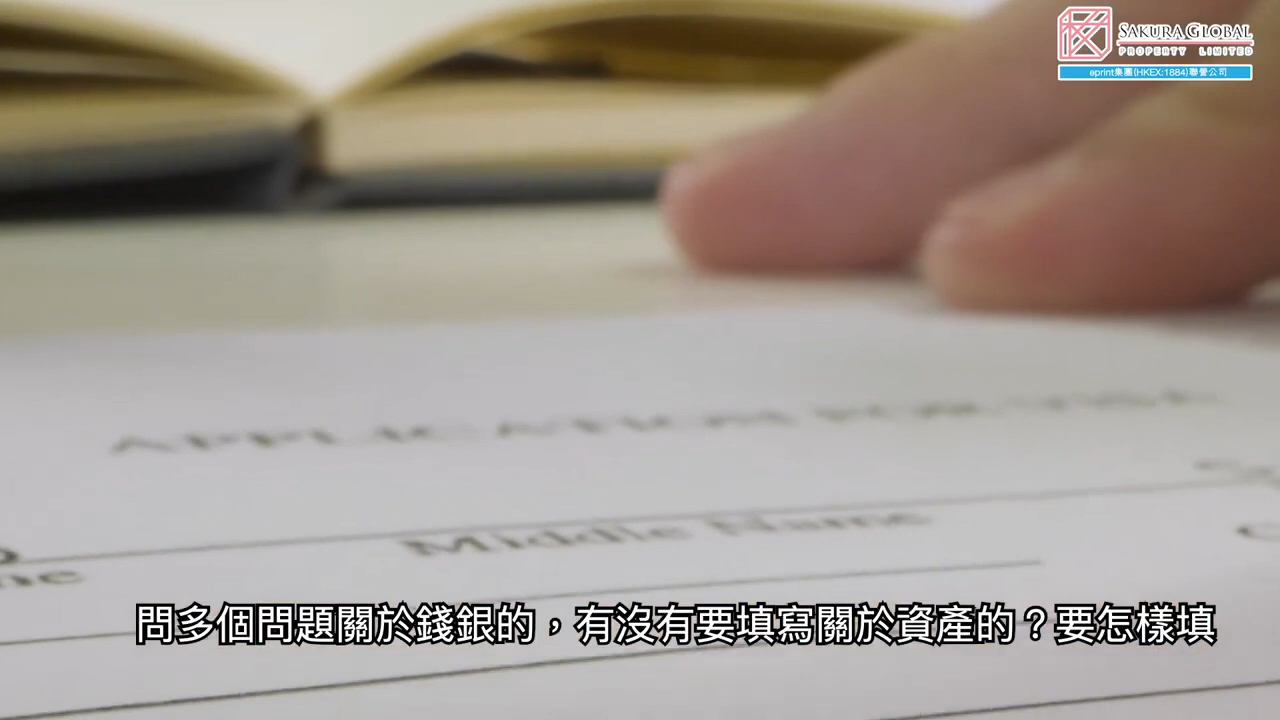 SAKURA GLOBAL
PROPERTY LIMITED
eprint集團(HKEX:1884)聯營公司
APPLICATION FOR
Middle Name
問多個問題關於錢銀的，有沒有要填寫關於資產的？要怎樣填